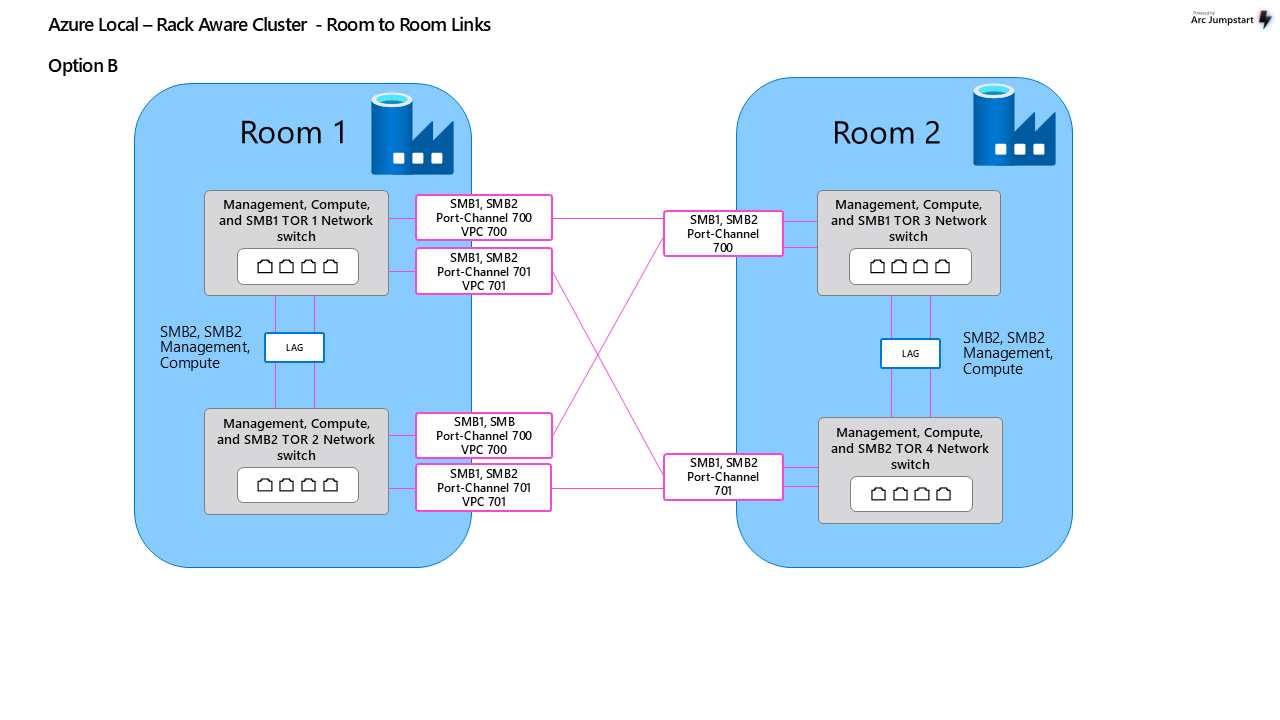 Azure Local – Rack Aware Cluster - Room to Room Links
Powered by
Arc Jumpstart
Option B
Room 1
Room 2
Management, Compute,
and SMB1 TOR 1 Network
switch
SMB1, SMB2
Port-Channel 700
VPC 700
SMB1, SMB2
Port-Channel 701
VPC 701
SMB1, SMB2
Port-Channel
700
Management, Compute,
and SMB1 TOR 3 Network
switch
SMB2, SMB2
Management,
Compute
LAG
LAG
SMB2, SMB2
Management,
Compute
Management, Compute,
and SMB2 TOR 2 Network
switch
SMB1, SMB
Port-Channel 700
VPC 700
SMB1, SMB2
Port-Channel 701
VPC 701
SMB1, SMB2
Port-Channel
701
Management, Compute,
and SMB2 TOR 4 Network
switch